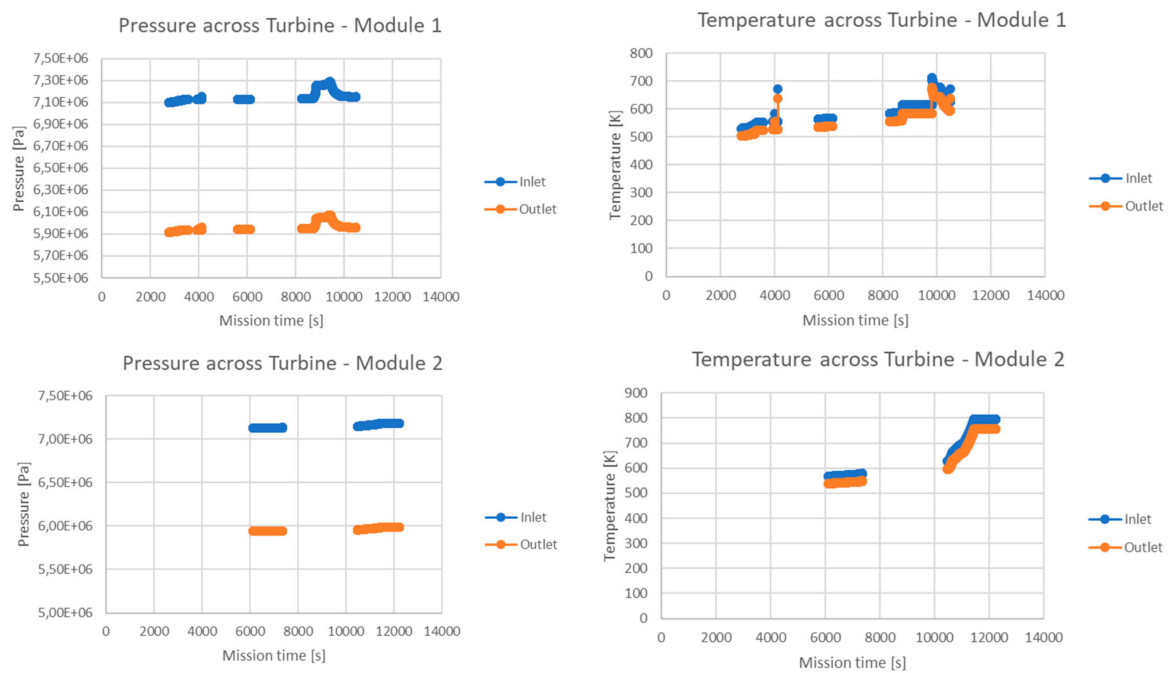 Pressure across Turbine - Module 1
7,50E+06
7,30E+06
7,10E+06
6,90E+06
6,70E+06
6,50E+06
6,30E+06
6,10E+06
5,90E+06
5,70E+06
5,50E+06
Pressure [Pa]
0 2000 4000 6000 8000 10000 12000 14000
Mission time [s]
Inlet
Outlet
Temperature across Turbine - Module 1
800
700
600
500
400
300
200
100
0
Temperature [K]
0 2000 4000 6000 8000 10000 12000 14000
Mission time [s]
Inlet
Outlet
Pressure across Turbine - Module 2
7,50E+06
7,00E+06
6,50E+06
6,00E+06
5,50E+06
5,00E+06
Pressure [Pa]
0 2000 4000 6000 8000 10000 12000 14000
Mission time [s]
Inlet
Outlet
Temperature across Turbine - Module 2
900
800
700
600
500
400
300
200
100
0
Temperature [K]
0 2000 4000 6000 8000 10000 12000 14000
Mission time [s]
Inlet
Outlet